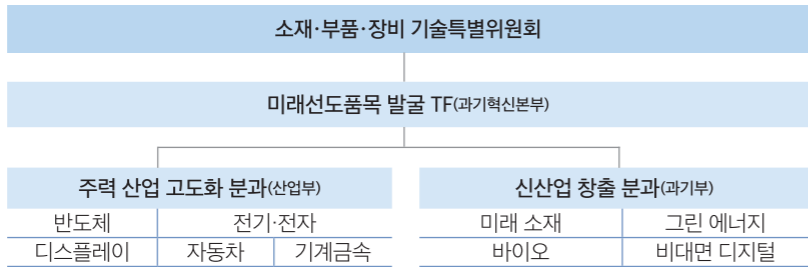 소재·부품·장비 기술특별위원회
미래선도품목 발굴 TF(과기혁신본부)
주력 산업 고도화 분과(산업부)
반도체 전기·전자
디스플레이 자동차 기계금속
신산업 창출 분과(과기부)
미래 소재 그린 에너지
바이오 비대면 디지털